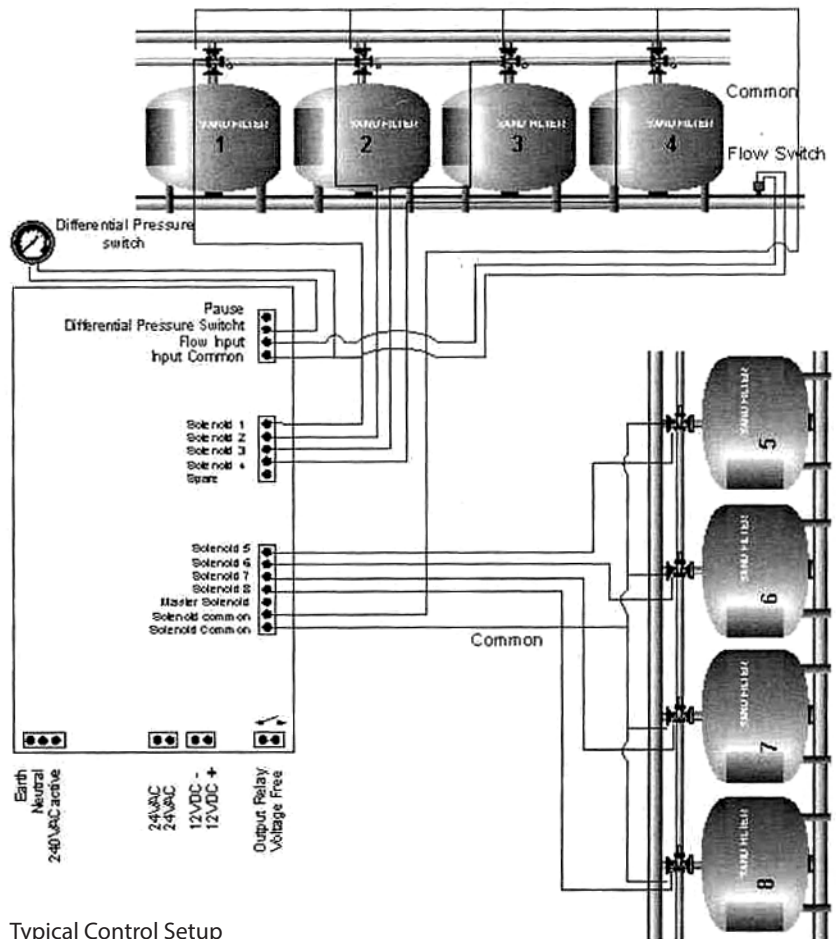 SAND FILTER
1
SAND FILTER
2
SAND FILTER
3
SAND FILTER
4
Common
Flow Switch
Differential Pressure
switch
Pause
Differential Pressure Switcht
Flow Input
Input Common
Solenoid 1
Solenoid 2
Solenoid 3
Solenoid 4
Spare
Solenoid 5
Solenoid 6
Solenoid 7
Solenoid 8
Master Solenoid
Solenoid common
Solenoid Common
Common
SAND FILTER
5
SAND FILTER
6
SAND FILTER
7
SAND FILTER
8
Earth
Neutral
240VAC active
24VAC
24VAC
12VDC -
12VDC +
Output Relay
Voltage Free
Typical Control Setup